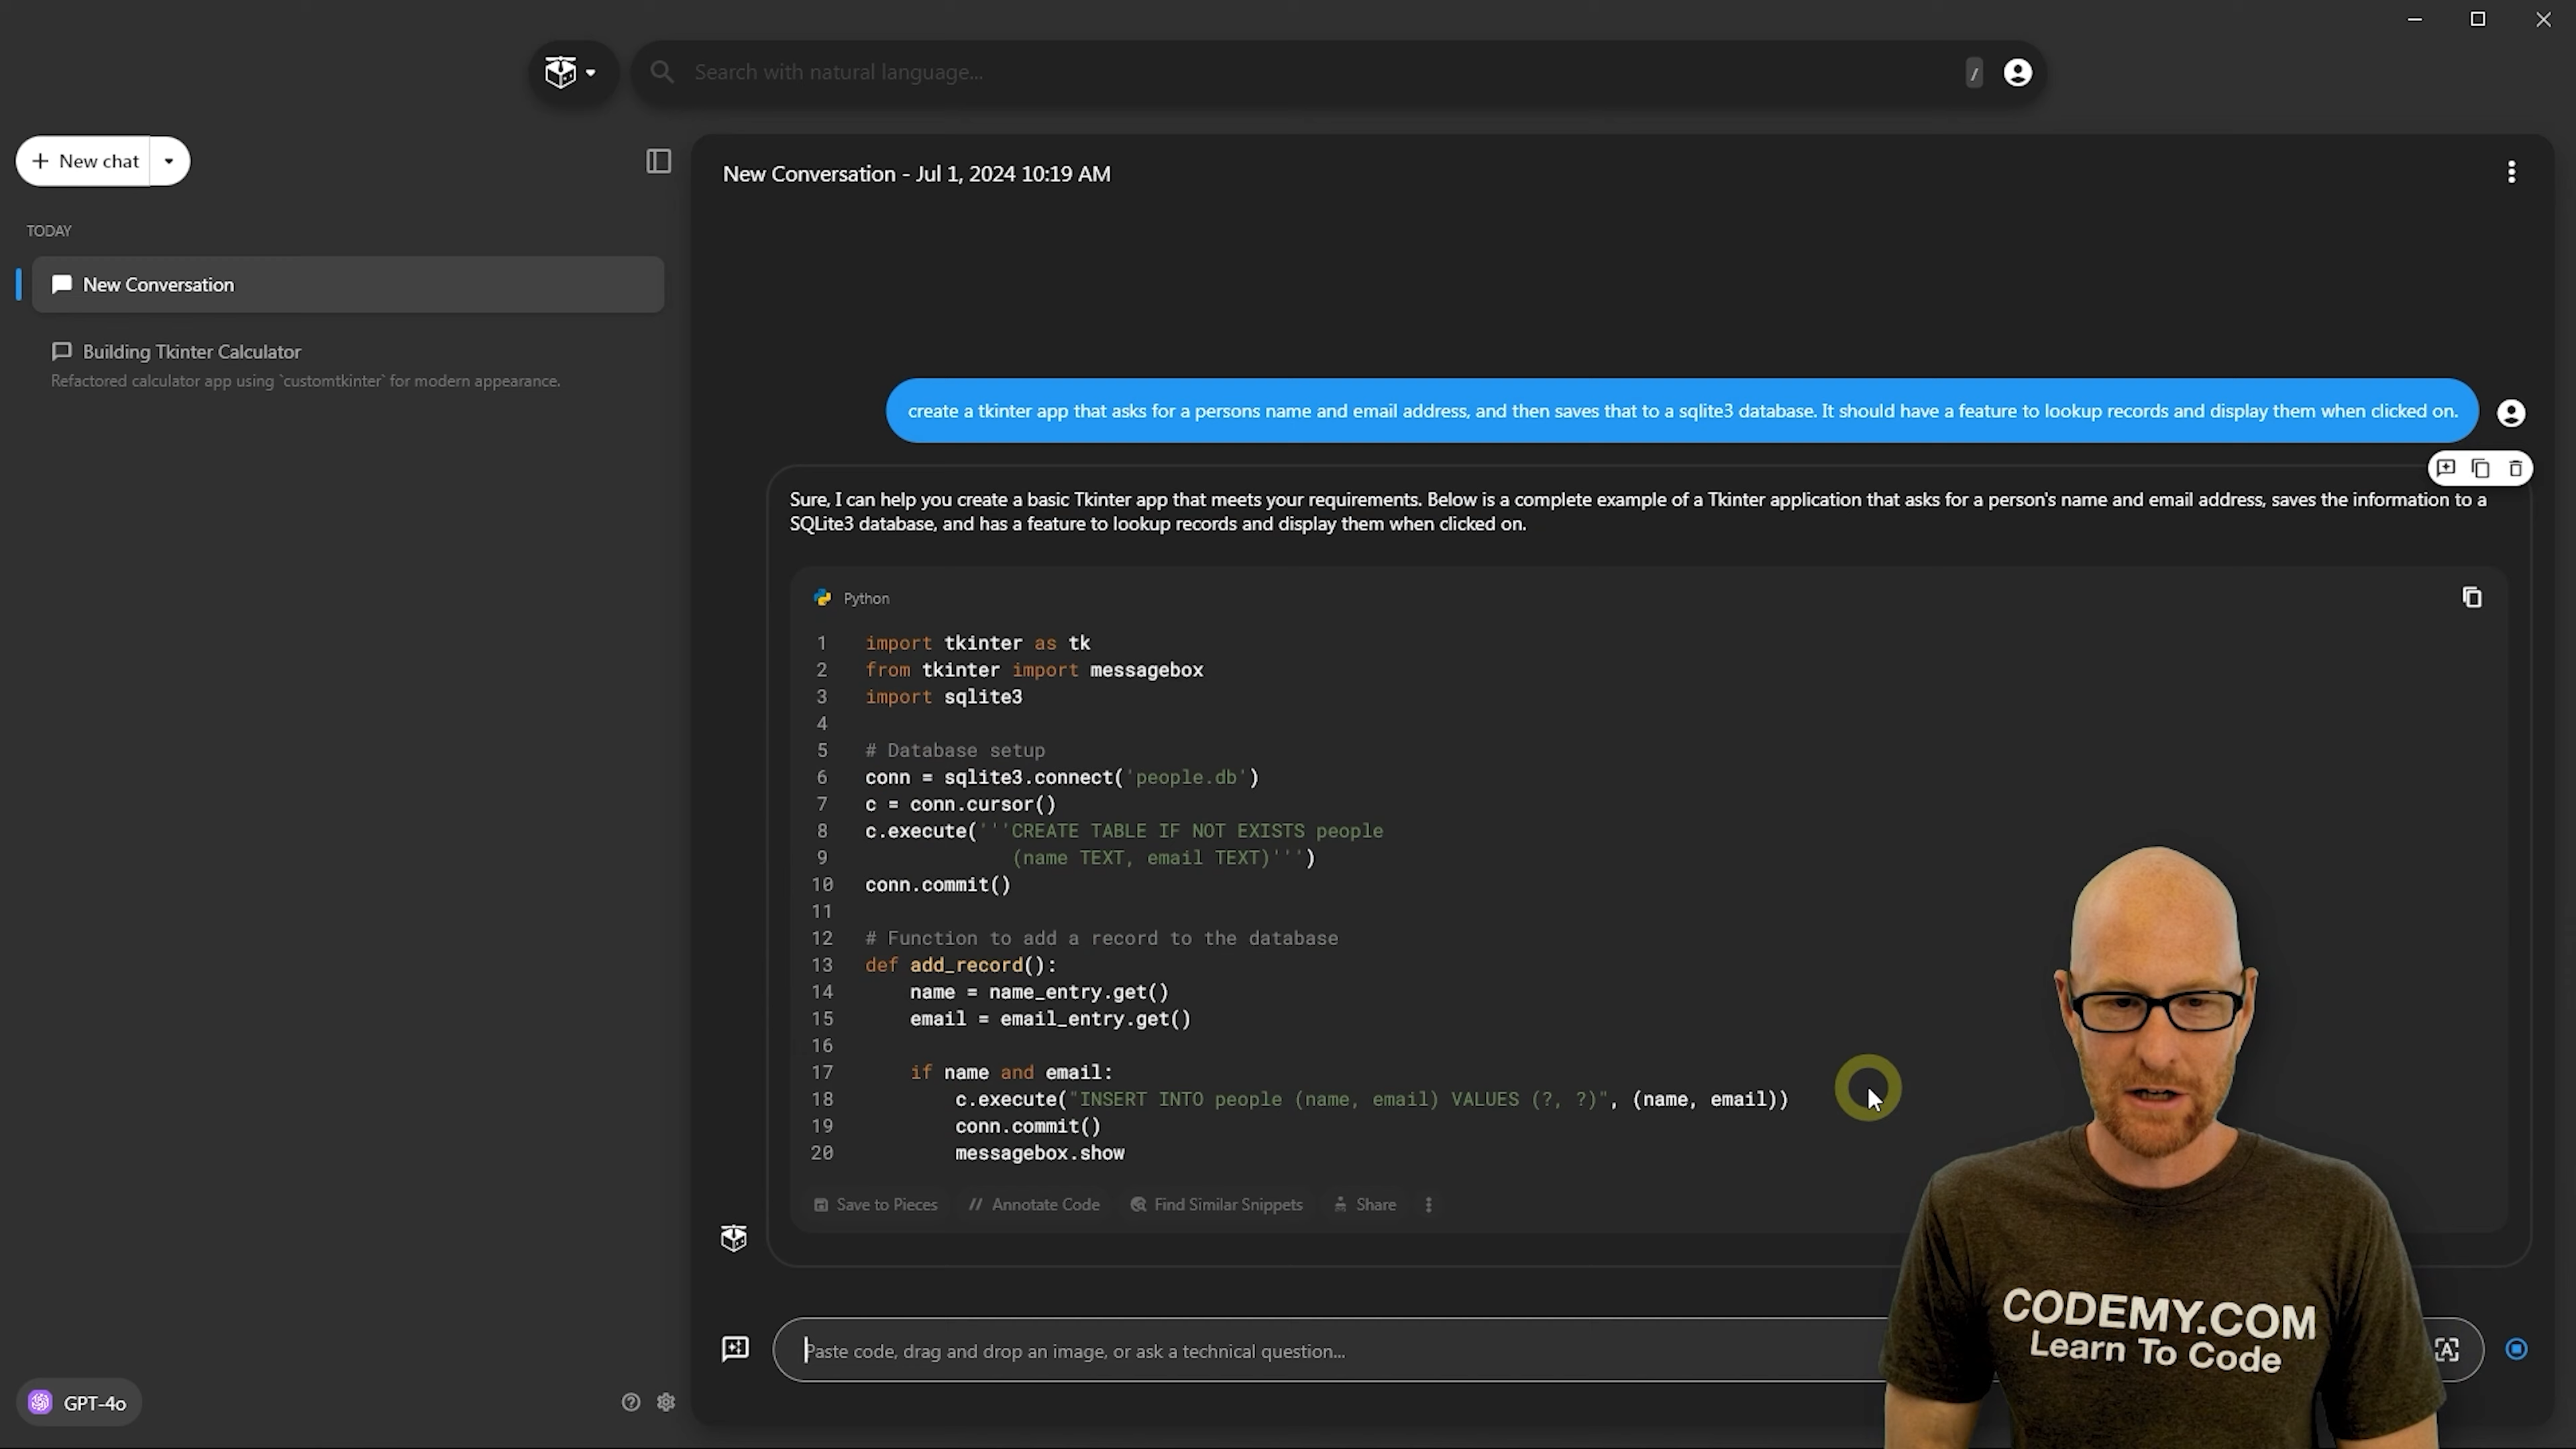 Search with natural language...
/
New chat
New Conversation - Jul 1, 2024 10:19 AM
TODAY
New Conversation
Building Tkinter Calculator
Refactored calculator app using `customtkinter` for modern appearance.
create a tkinter app that asks for a persons name and email address, and then saves that to a sqlite3 database. It should have a feature to lookup records and display them when clicked on.
Sure, I can help you create a basic Tkinter app that meets your requirements. Below is a complete example of a Tkinter application that asks for a person's name and email address, saves the information to a
SQLite3 database, and has a feature to lookup records and display them when clicked on.
Python
1 import tkinter as tk
2 from tkinter import messagebox
3 import sqlite3
4
5 # Database setup
6 conn = sqlite3.connect('people.db')
7 c = conn.cursor()
8 c.execute('''CREATE TABLE IF NOT EXISTS people
9 (name TEXT, email TEXT)''')
10 conn.commit()
11
12 # Function to add a record to the database
13 def add_record():
14 name = name_entry.get()
15 email = email_entry.get()
16
17 if name and email:
18 c.execute("INSERT INTO people (name, email) VALUES (?, ?)", (name, email))
19 conn.commit()
20 messagebox.show
Save to Pieces // Annotate Code Find Similar Snippets Share
Paste code, drag and drop an image, or ask a technical question...
A
GPT-4o
CODEMY.COM
Learn To Code